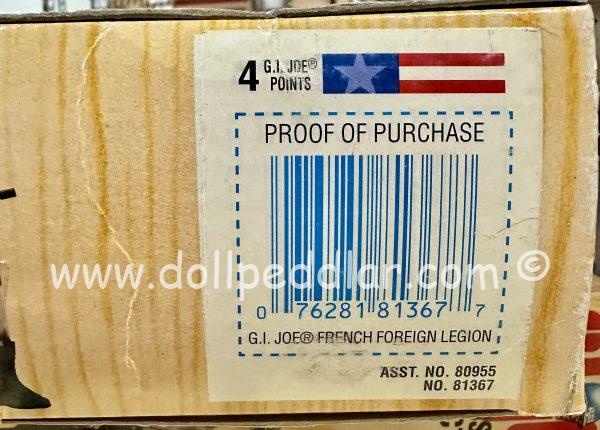 4 G.I. JOE®
POINTS
PROOF OF PURCHASE
www.dollpeddlar.com ©
0 76281 81367 7
G.I. JOE® FRENCH FOREIGN LEGION
ASST. NO. 80955
NO. 81367